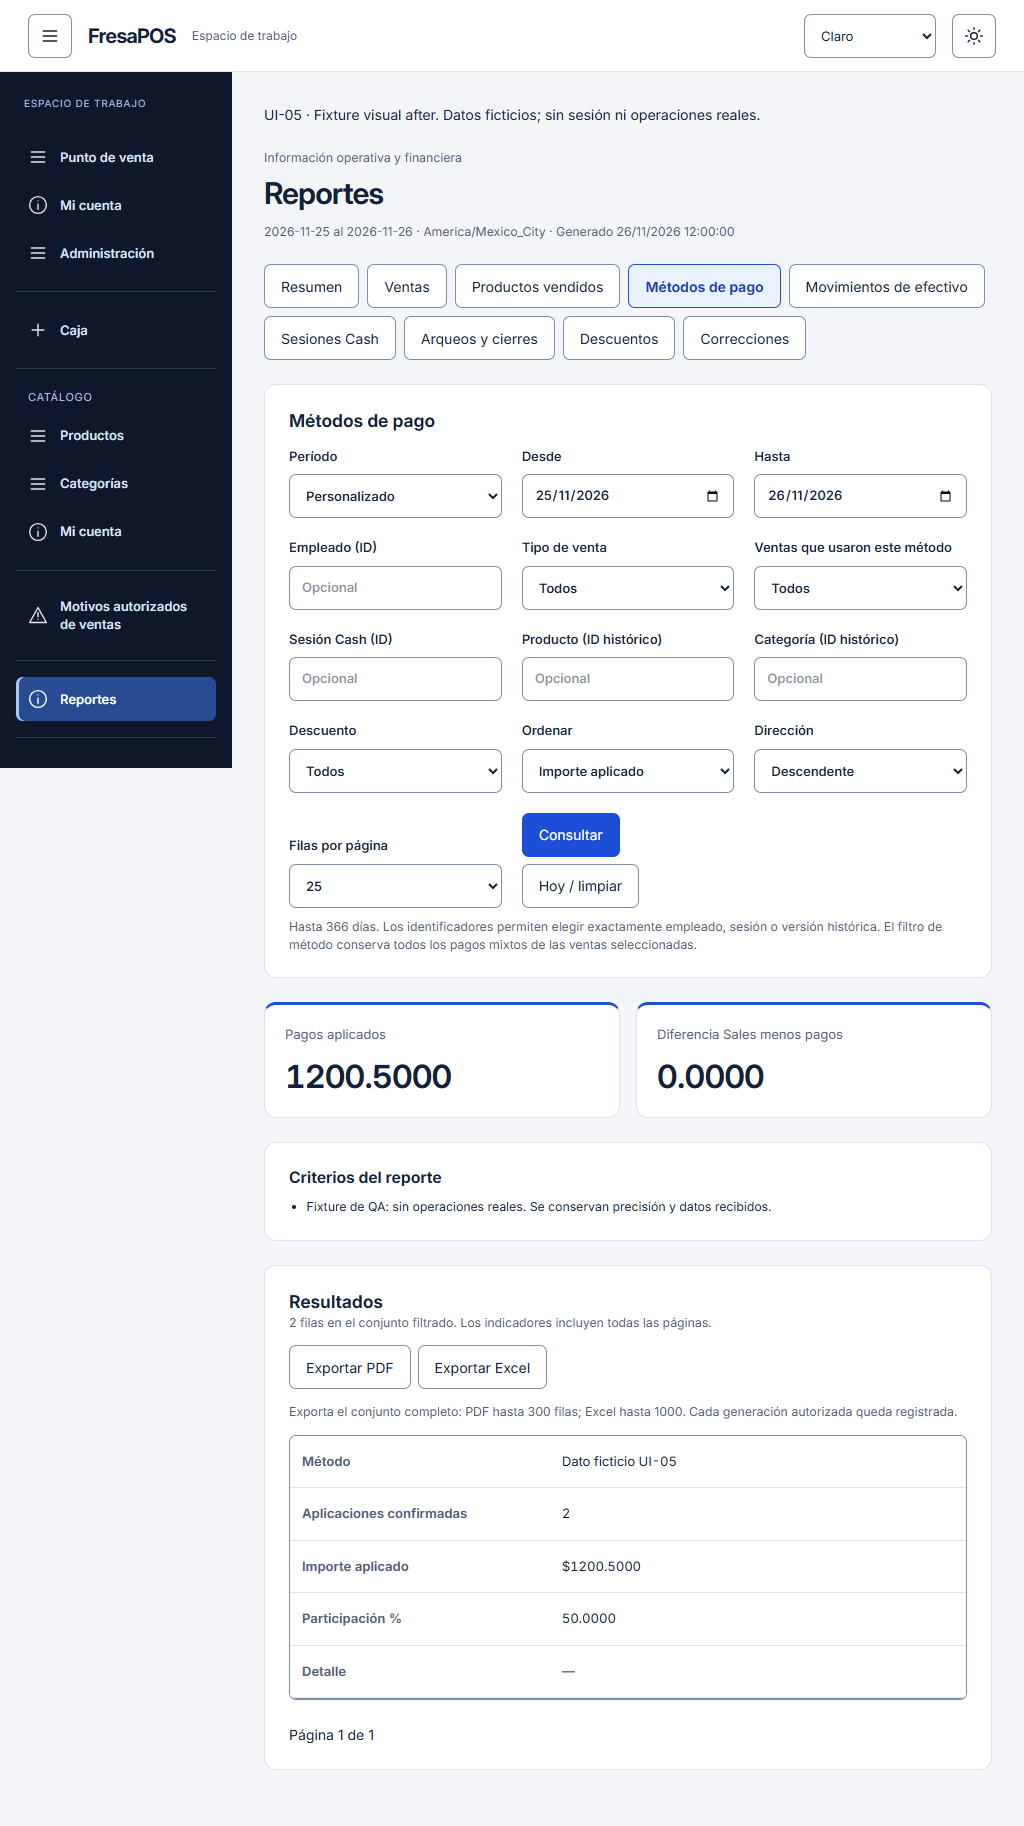 FresaPOS
Espacio de trabajo
Claro
ESPACIO DE TRABAJO
Punto de venta
Mi cuenta
Administración
Caja
CATÁLOGO
Productos
Categorías
Mi cuenta
Motivos autorizados
de ventas
Reportes
UI-05 · Fixture visual after. Datos ficticios; sin sesión ni operaciones reales.
Información operativa y financiera
Reportes
2026-11-25 al 2026-11-26 · America/Mexico_City · Generado 26/11/2026 12:00:00
Resumen
Ventas
Productos vendidos
Métodos de pago
Movimientos de efectivo
Sesiones Cash
Arqueos y cierres
Descuentos
Correcciones
Métodos de pago
Período
Desde
Hasta
Personalizado
25/11/2026
26/11/2026
Empleado (ID)
Tipo de venta
Ventas que usaron este método
Opcional
Todos
Todos
Sesión Cash (ID)
Producto (ID histórico)
Categoría (ID histórico)
Opcional
Opcional
Opcional
Descuento
Ordenar
Dirección
Todos
Importe aplicado
Descendente
Filas por página
Consultar
25
Hoy / limpiar
Hasta 366 días. Los identificadores permiten elegir exactamente empleado, sesión o versión histórica. El filtro de
método conserva todos los pagos mixtos de las ventas seleccionadas.
Pagos aplicados
1200.5000
Diferencia Sales menos pagos
0.0000
Criterios del reporte
• Fixture de QA: sin operaciones reales. Se conservan precisión y datos recibidos.
Resultados
2 filas en el conjunto filtrado. Los indicadores incluyen todas las páginas.
Exportar PDF
Exportar Excel
Exporta el conjunto completo: PDF hasta 300 filas; Excel hasta 1000. Cada generación autorizada queda registrada.
Método Dato ficticio UI-05
Aplicaciones confirmadas 2
Importe aplicado $1200.5000
Participación % 50.0000
Detalle —
Página 1 de 1